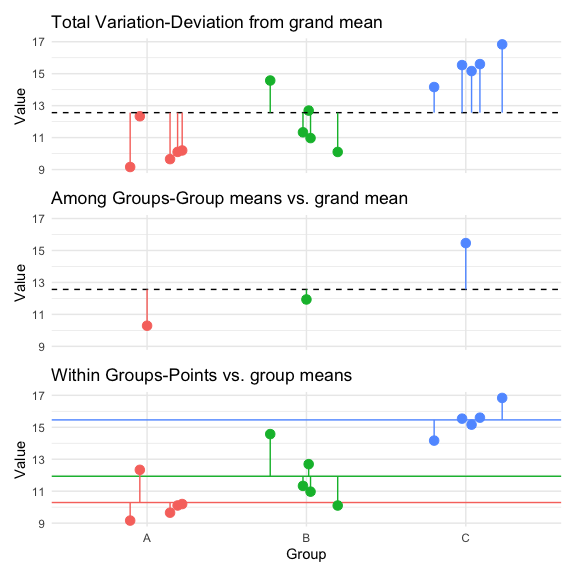 Total Variation-Deviation from grand mean
17
15
13
11
9
Value
Among Groups-Group means vs. grand mean
17
15
13
11
9
Value
Within Groups-Points vs. group means
17
15
13
11
9
Value
A B C
Group